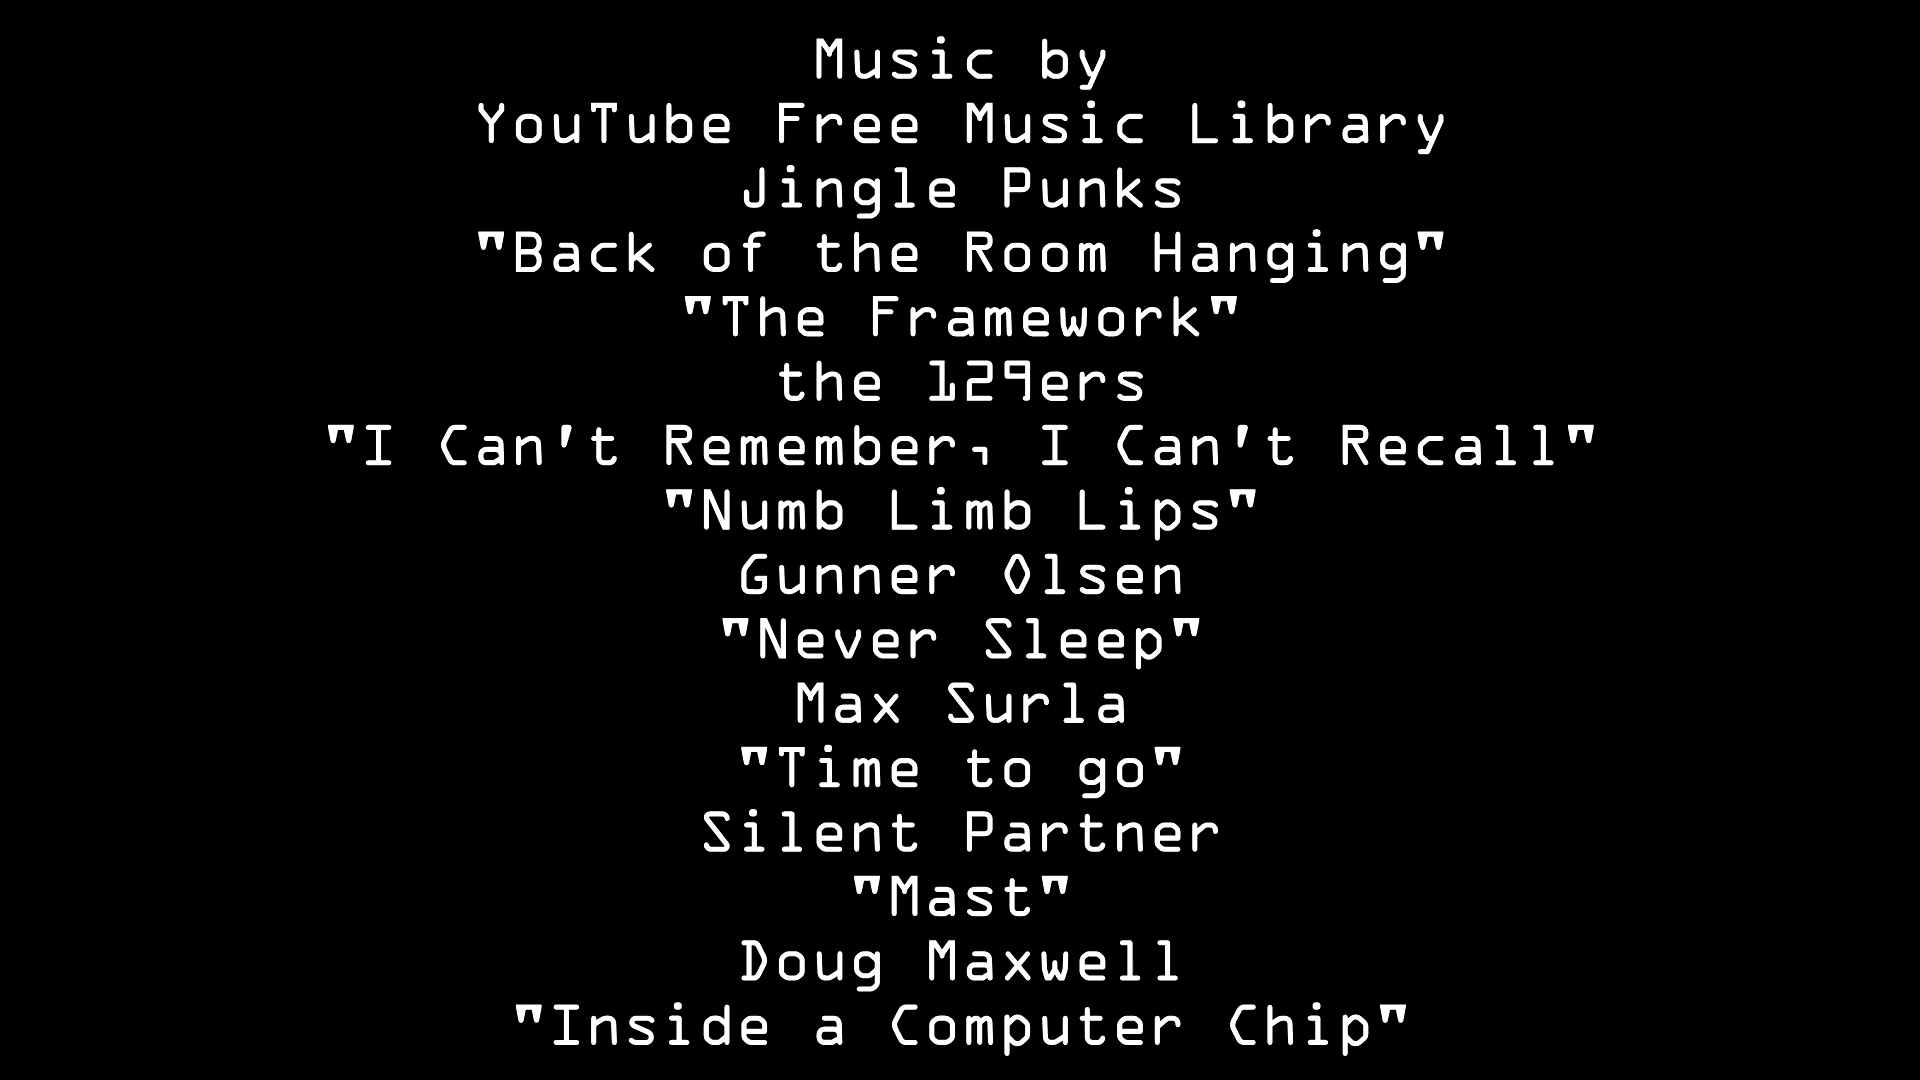 Music by
YouTube Free Music Library
Jingle Punks
"Back of the Room Hanging"
"The Framework"
the 129ers
"I Can't Remember, I Can't Recall"
"Numb Limb Lips"
Gunner Olsen
"Never Sleep"
Max Surla
"Time to go"
Silent Partner
"Mast"
Doug Maxwell
"Inside a Computer Chip"